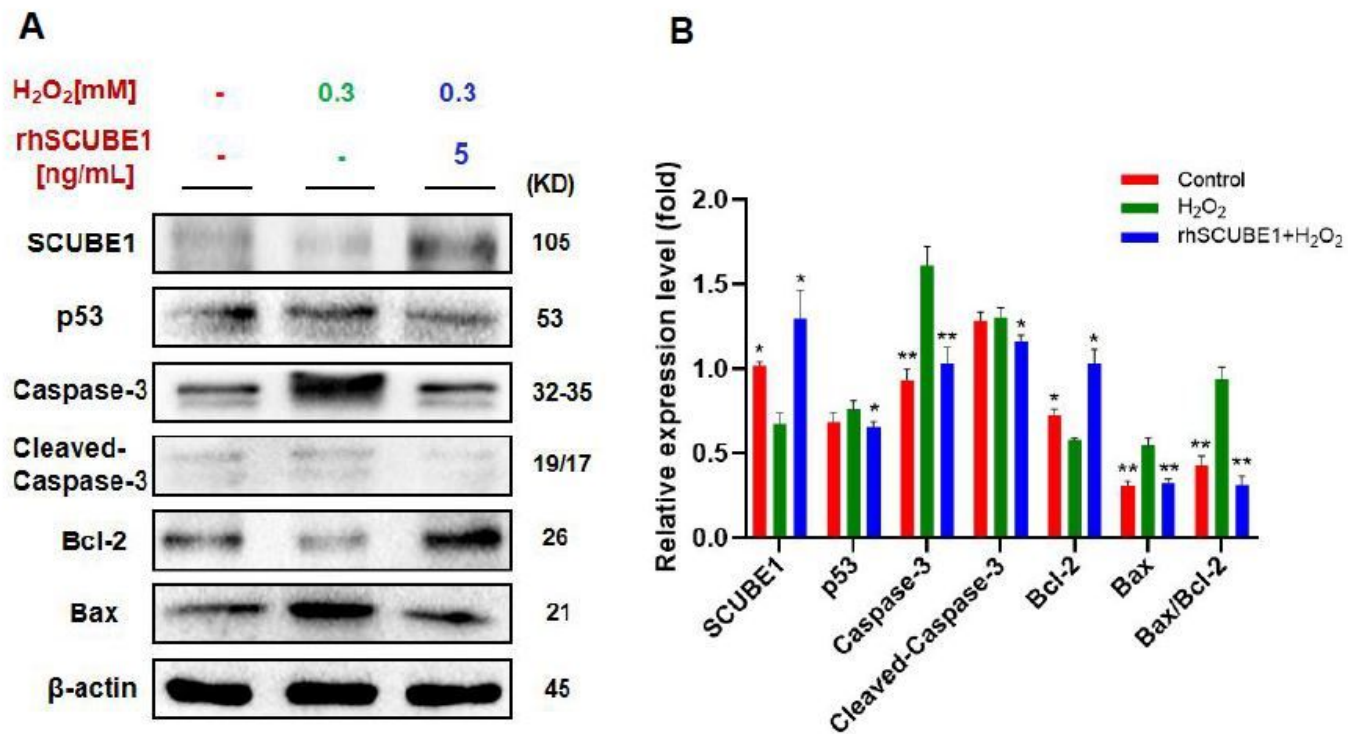 A
H₂O₂[mM] - 0.3 0.3
rhSCUBE1
[ng/mL] - - 5
(KD)
SCUBE1 105
p53 53
Caspase-3 32-35
Cleaved-
Caspase-3 19/17
Bcl-2 26
Bax 21
β-actin 45
B
Relative expression level (fold)
2.0
1.5
1.0
0.5
0.0
Control
H₂O₂
rhSCUBE1+H₂O₂
* *
*
** **
*
* *
** **
** **
SCUBE1
p53
Caspase-3
Cleaved-Caspase-3
Bcl-2
Bax
Bax/Bcl-2